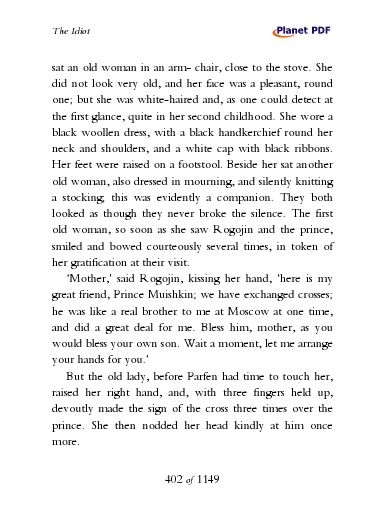 The Idiot
Planet PDF
sat an old woman in an arm- chair, close to the stove. She
did not look very old, and her face was a pleasant, round
one; but she was white-haired and, as one could detect at
the first glance, quite in her second childhood. She wore a
black woollen dress, with a black handkerchief round her
neck and shoulders, and a white cap with black ribbons.
Her feet were raised on a footstool. Beside her sat another
old woman, also dressed in mourning, and silently knitting
a stocking; this was evidently a companion. They both
looked as though they never broke the silence. The first
old woman, so soon as she saw Rogojin and the prince,
smiled and bowed courteously several times, in token of
her gratification at their visit.
'Mother,' said Rogojin, kissing her hand, 'here is my
great friend, Prince Muishkin; we have exchanged crosses;
he was like a real brother to me at Moscow at one time,
and did a great deal for me. Bless him, mother, as you
would bless your own son. Wait a moment, let me arrange
your hands for you.'
But the old lady, before Parfen had time to touch her,
raised her right hand, and, with three fingers held up,
devoutly made the sign of the cross three times over the
prince. She then nodded her head kindly at him once
more.
402 of 1149